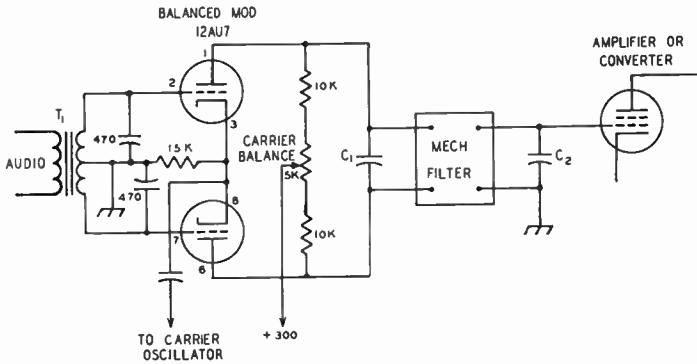 BALANCED MOD
12AU7
AMPLIFIER OR
CONVERTER
1
2
3
10K
T1
470
15K
CARRIER
BALANCE
5K
AUDIO
470
C1
MECH
FILTER
C2
8
7
6
10K
TO CARRIER
OSCILLATOR
+300